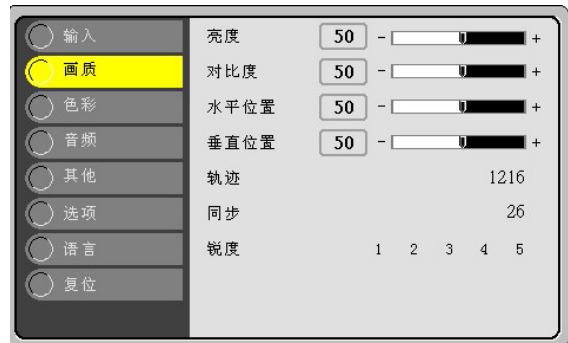 输入
画质
色彩
音频
其他
选项
语言
复位
亮度 50 - +
对比度 50 - +
水平位置 50 - +
垂直位置 50 - +
轨迹 1216
同步 26
锐度 1 2 3 4 5